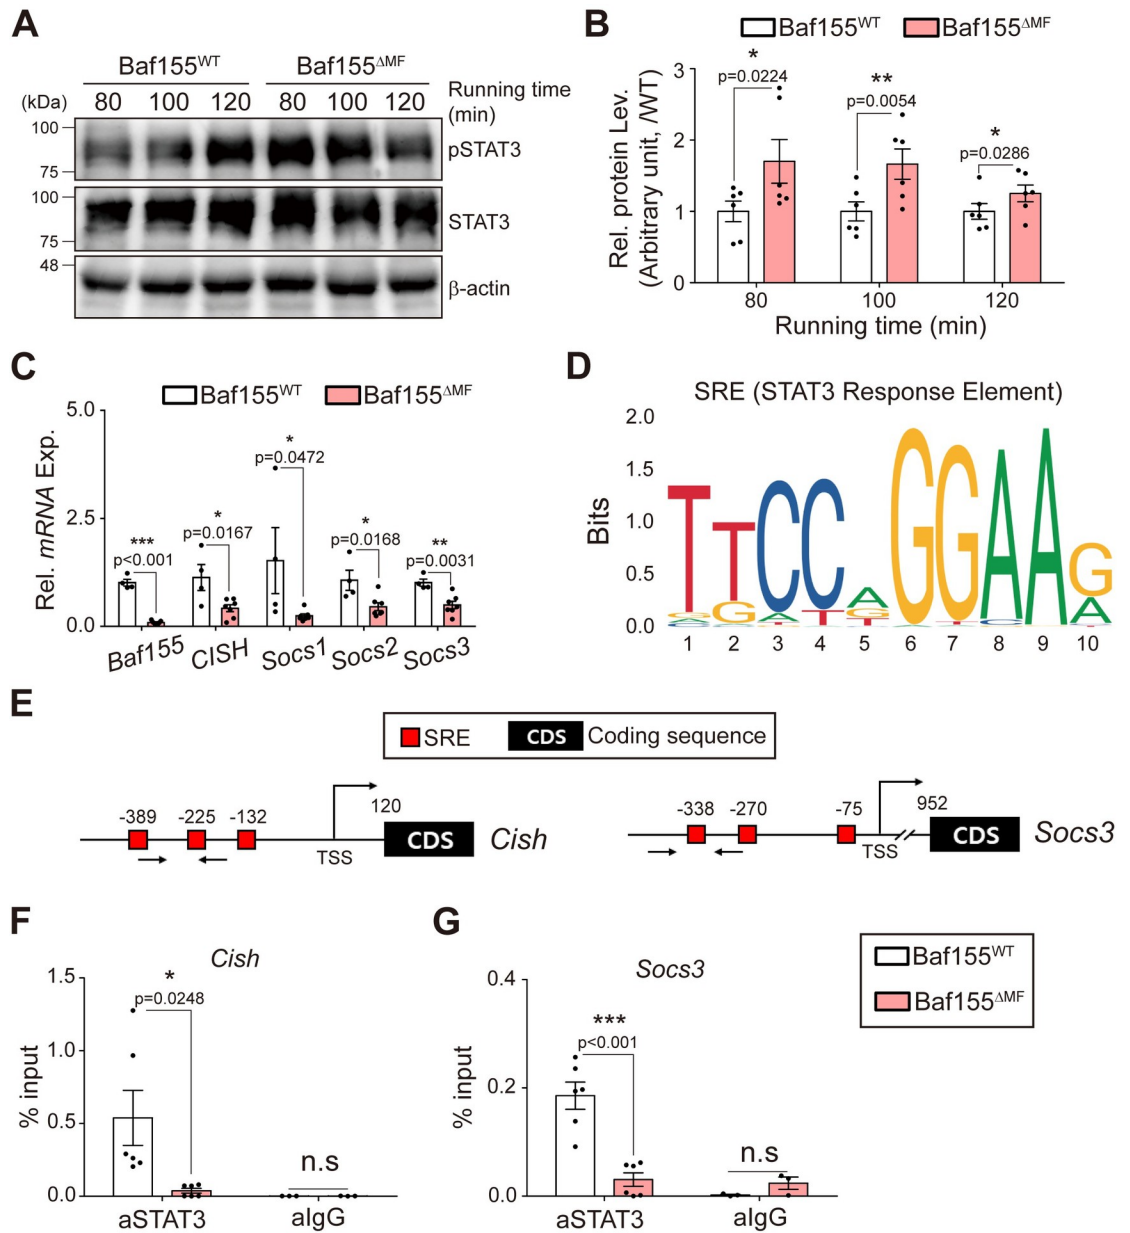 A
Baf155WT Baf155ΔMF
(kDa) 80 100 120 80 100 120 Running time
(min)
100
pSTAT3
75
100
STAT3
75
48
β-actin
B
Baf155WT Baf155ΔMF
Rel. protein Lev.
(Arbitrary unit, /WT)
3
2
1
0
*
p=0.0224
**
p=0.0054
*
p=0.0286
80 100 120
Running time (min)
C
Baf155WT Baf155ΔMF
Rel. mRNA Exp.
5.0
2.5
0.0
***
p<0.001
*
p=0.0167
*
p=0.0472
*
p=0.0168
**
p=0.0031
Baf155 CISH Socs1 Socs2 Socs3
D
SRE (STAT3 Response Element)
Bits
2.0
1.5
1.0
0.5
0.0
T T C C A G G A A G
G G A T G T C A
T
1 2 3 4 5 6 7 8 9 10
E
SRE CDS Coding sequence
-389 -225 -132 120
TSS CDS Cish
-338 -270 -75 952
TSS CDS Socs3
F
Cish
% input
1.5
1.0
0.5
0.0
*
p=0.0248
n.s
aSTAT3 aIgG
G
Socs3
% input
0.4
0.2
0.0
***
p<0.001
n.s
aSTAT3 aIgG
Baf155WT
Baf155ΔMF